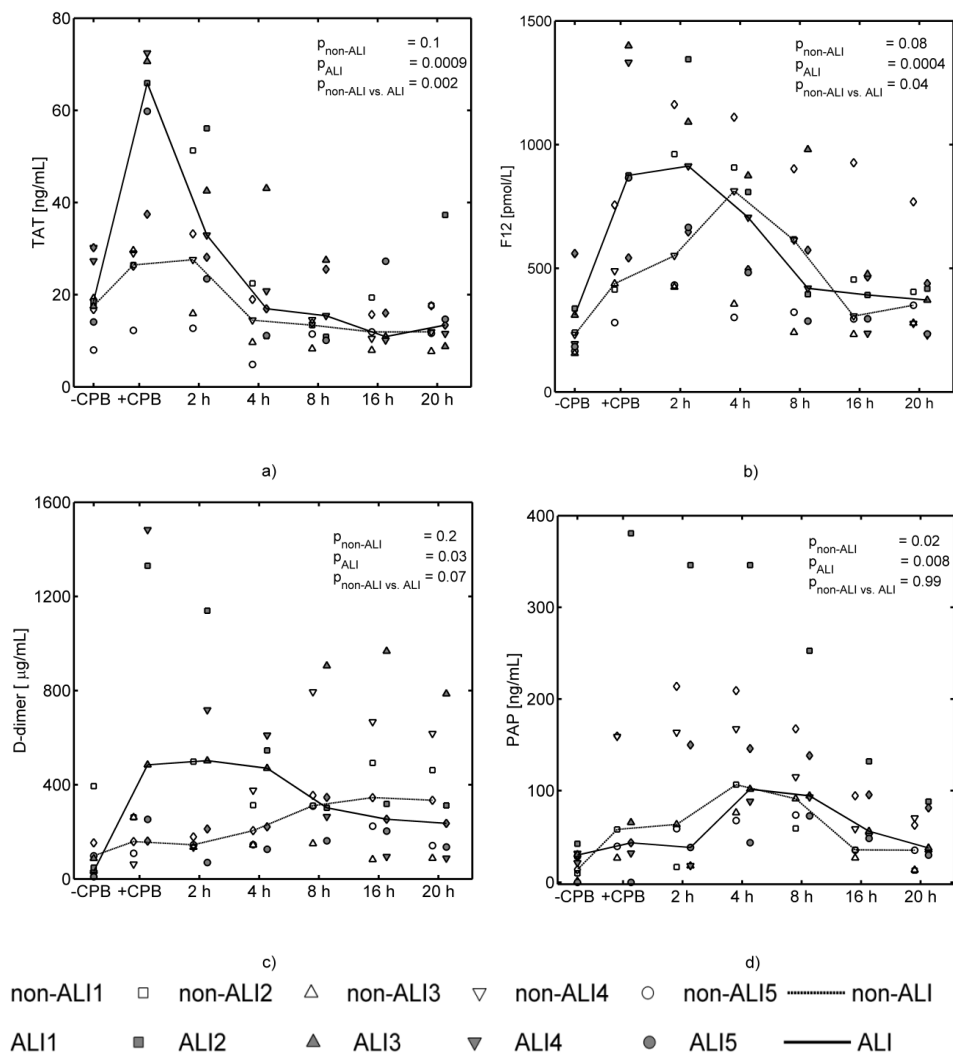 80
60
40
20
0
TAT [ng/mL]
p non-ALI = 0.1
p ALI = 0.0009
p non-ALI vs. ALI = 0.002
-CPB +CPB 2 h 4 h 8 h 16 h 20 h
a)
1500
1000
500
0
F12 [pmol/L]
p non-ALI = 0.08
p ALI = 0.0004
p non-ALI vs. ALI = 0.04
-CPB +CPB 2 h 4 h 8 h 16 h 20 h
b)
1600
1200
800
400
0
D-dimer [ μg/mL]
p non-ALI = 0.2
p ALI = 0.03
p non-ALI vs. ALI = 0.07
-CPB +CPB 2 h 4 h 8 h 16 h 20 h
c)
400
300
200
100
0
PAP [ng/mL]
p non-ALI = 0.02
p ALI = 0.008
p non-ALI vs. ALI = 0.99
-CPB +CPB 2 h 4 h 8 h 16 h 20 h
d)
non-ALI1 non-ALI2 non-ALI3 non-ALI4 non-ALI5 non-ALI
ALI1 ALI2 ALI3 ALI4 ALI5 ALI